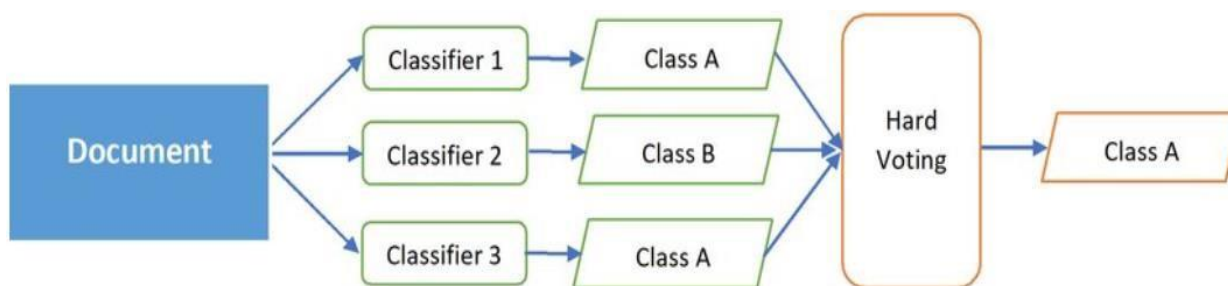 Document
Classifier 1
Class A
Classifier 2
Class B
Classifier 3
Class A
Hard
Voting
Class A